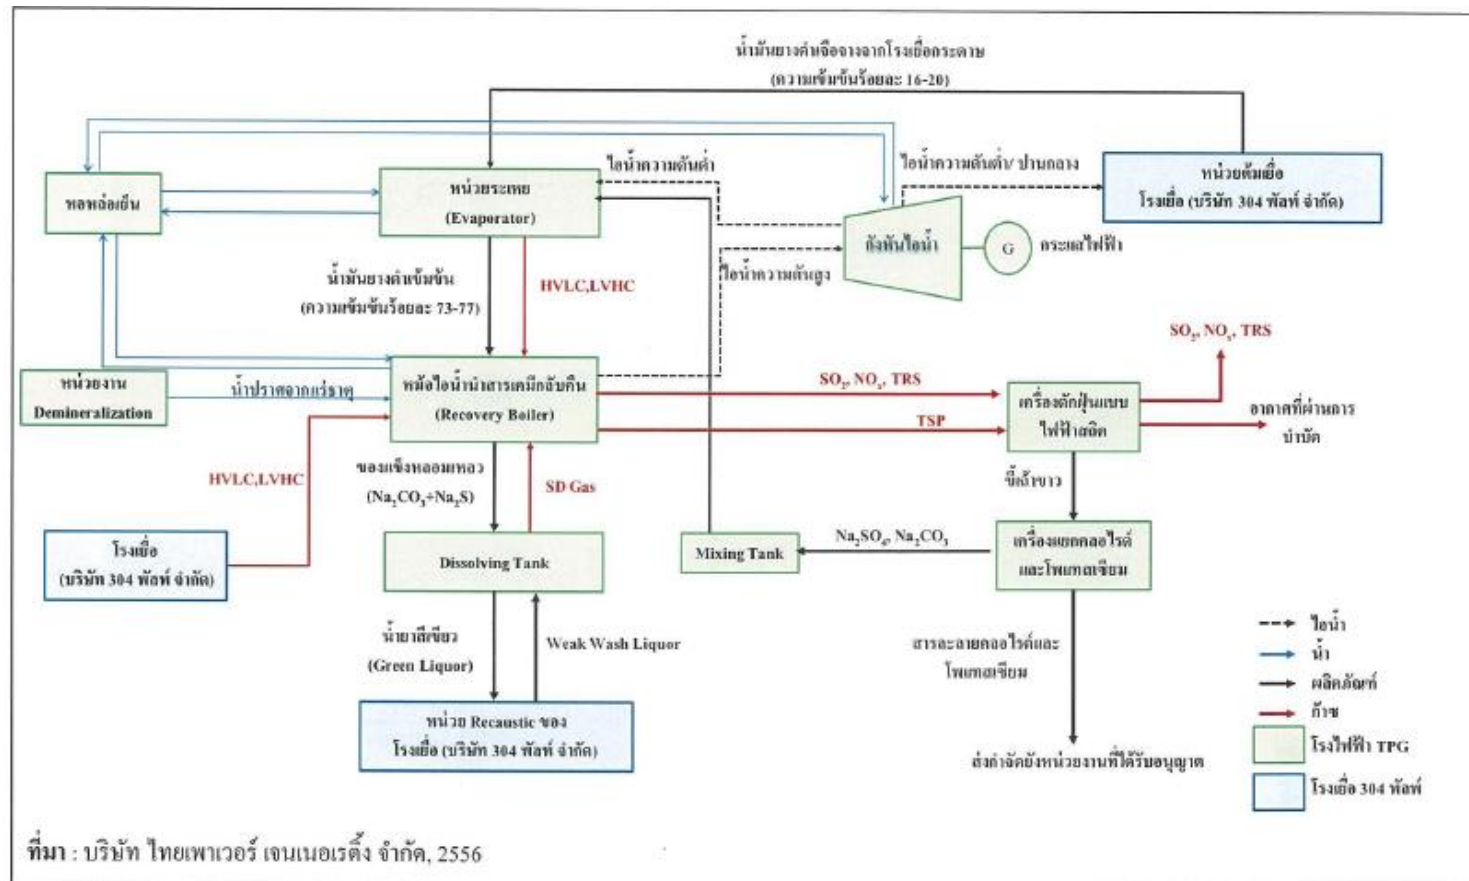 น้ำมันยางดำเจือจางจากโรงเยื่อกระดาษ
(ความเข้มข้นร้อยละ 16-20)
ไอน้ำความดันต่ำ
ไอน้ำความดันต่ำ/ ปานกลาง
หน่วยต้มเยื่อ
โรงเยื่อ (บริษัท 304 พัลพ์ จำกัด)
หอหล่อเย็น
หน่วยระเหย
(Evaporator)
กังหันไอน้ำ
G
กระแสไฟฟ้า
ไอน้ำความดันสูง
น้ำมันยางดำเข้มข้น
(ความเข้มข้นร้อยละ 73-77)
HVLC,LVHC
SO₂, NOₓ, TRS
หน่วยงาน
Demineralization
น้ำปราศจากแร่ธาตุ
หม้อไอน้ำนำสารเคมีกลับคืน
(Recovery Boiler)
SO₂, NOₓ, TRS
TSP
เครื่องดักฝุ่นแบบ
ไฟฟ้าสถิต
อากาศที่ผ่านการ
บำบัด
HVLC,LVHC
ของแข็งหลอมเหลว
(Na₂CO₃+Na₂S)
SD Gas
ขี้เถ้าขาว
โรงเยื่อ
(บริษัท 304 พัลพ์ จำกัด)
Dissolving Tank
Mixing Tank
Na₂SO₄, Na₂CO₃
เครื่องแยกคลอไรด์
และโพแทสเซียม
น้ำยาสีเขียว
(Green Liquor)
Weak Wash Liquor
สารละลายคลอไรด์และ
โพแทสเซียม
หน่วย Recaustic ของ
โรงเยื่อ (บริษัท 304 พัลพ์ จำกัด)
ส่งกำจัดยังหน่วยงานที่ได้รับอนุญาต
ไอน้ำ
น้ำ
ผลิตภัณฑ์
ก๊าซ
โรงไฟฟ้า TPG
โรงเยื่อ 304 พัลพ์
ที่มา : บริษัท ไทยเพาเวอร์ เจนเนอเรติ้ง จำกัด, 2556